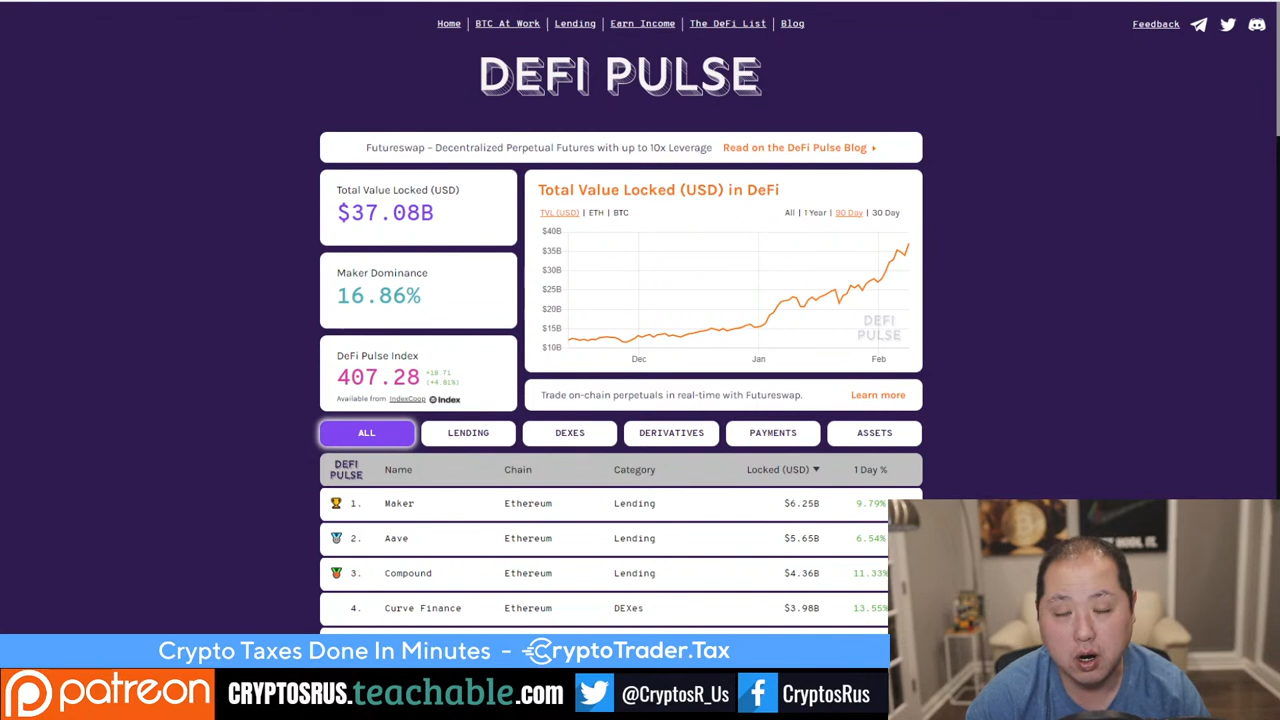 Home | BTC At Work | Lending | Earn Income | The DeFi List | Blog
Feedback
DEFI PULSE
Futureswap – Decentralized Perpetual Futures with up to 10x Leverage Read on the DeFi Pulse Blog
Total Value Locked (USD)
$37.08B
Maker Dominance
16.86%
DeFi Pulse Index
407.28
+18.71
(+4.81%)
Available from IndexCoop index
Total Value Locked (USD) in DeFi
TVL (USD) | ETH | BTC
All | 1 Year | 90 Day | 30 Day
$40B
$35B
$30B
$25B
$20B
$15B
$10B
Dec Jan Feb
DEFI
PULSE
Trade on-chain perpetuals in real-time with Futureswap. Learn more
ALL LENDING DEXES DERIVATIVES PAYMENTS ASSETS
DEFI
PULSE
Name Chain Category Locked (USD) 1 Day %
1. Maker Ethereum Lending $6.25B 9.79%
2. Aave Ethereum Lending $5.65B 6.54%
3. Compound Ethereum Lending $4.36B 11.33%
4. Curve Finance Ethereum DEXes $3.98B 13.55%
Crypto Taxes Done In Minutes - CryptoTrader.Tax
patreon CRYPTOSRUS.teachable.com @CryptosR_Us CryptosRus